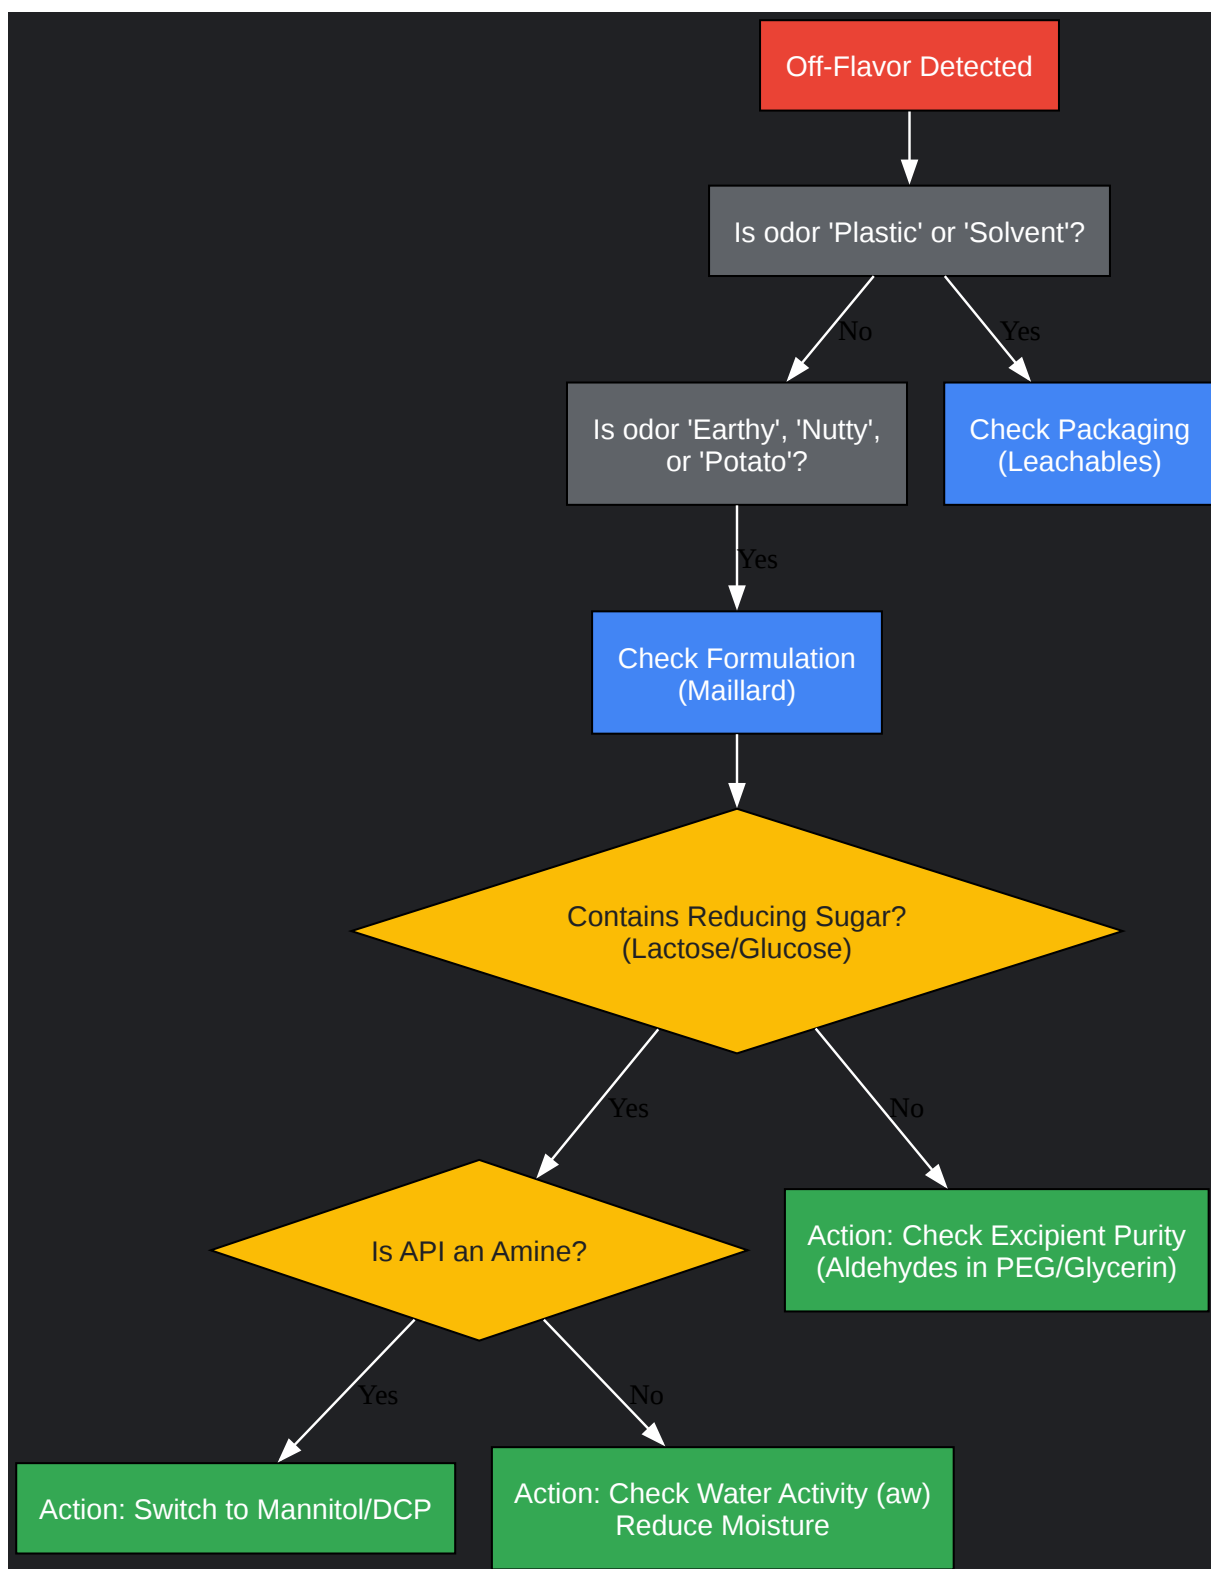 Off-Flavor Detected
Is odor 'Plastic' or 'Solvent'?
No
Yes
Is odor 'Earthy', 'Nutty',
or 'Potato'?
Check Packaging
(Leachables)
Yes
Check Formulation
(Maillard)
Contains Reducing Sugar?
(Lactose/Glucose)
Yes
No
Is API an Amine?
Action: Check Excipient Purity
(Aldehydes in PEG/Glycerin)
Yes
No
Action: Switch to Mannitol/DCP
Action: Check Water Activity (aw)
Reduce Moisture